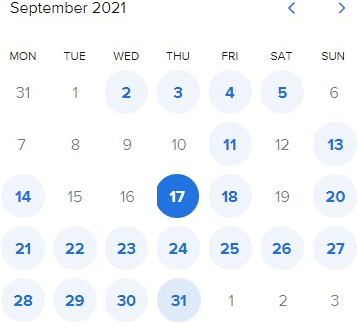 September 2021
MON TUE WED THU FRI SAT SUN
31 1 2 3 4 5 6
7 8 9 10 11 12 13
14 15 16 17 18 19 20
21 22 23 24 25 26 27
28 29 30 31 1 2 3